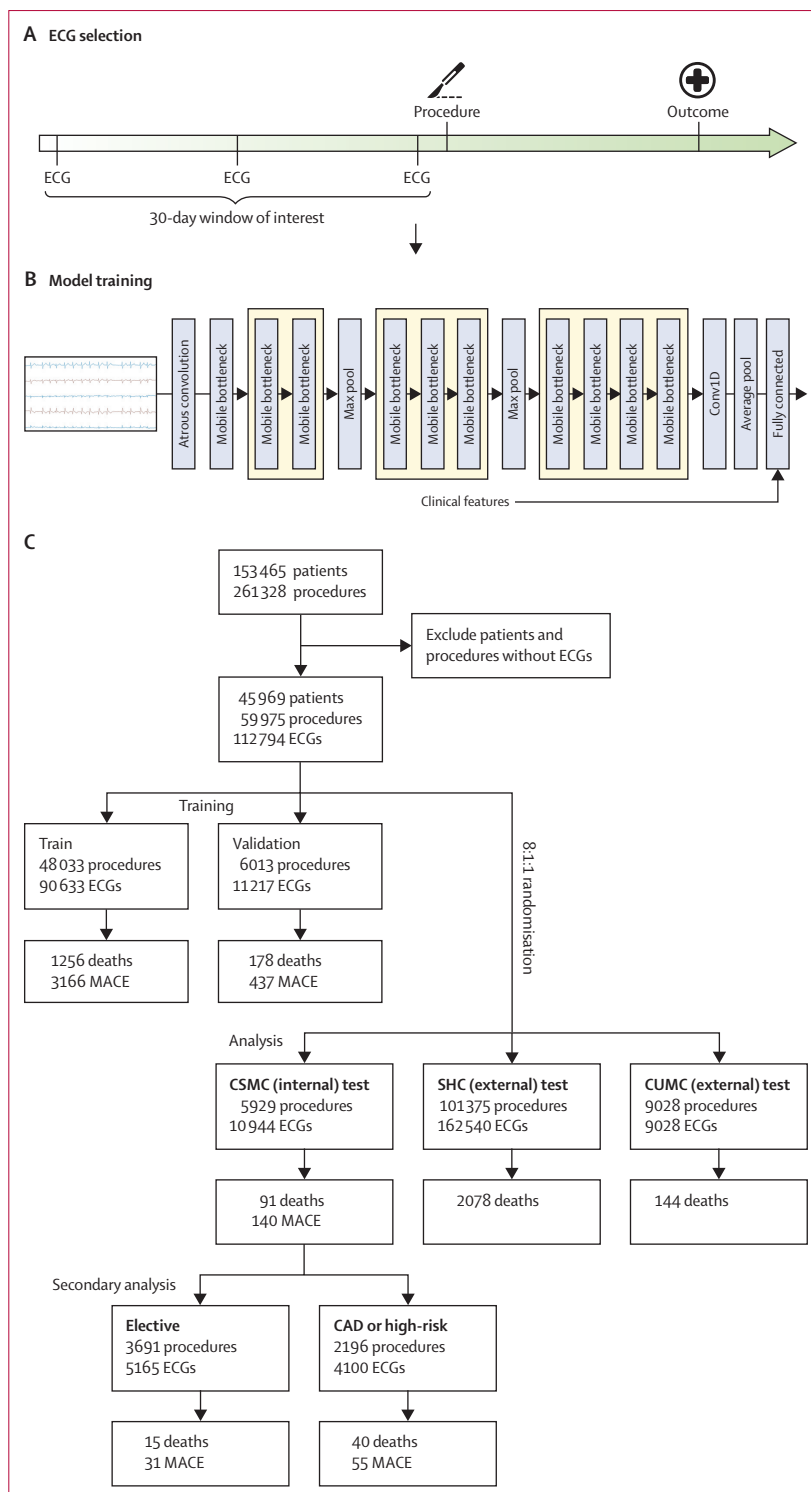 A ECG selection
Procedure
Outcome
ECG
ECG
ECG
30-day window of interest
B Model training
Atrous convolution
Mobile bottleneck
Mobile bottleneck
Mobile bottleneck
Max pool
Mobile bottleneck
Mobile bottleneck
Mobile bottleneck
Max pool
Mobile bottleneck
Mobile bottleneck
Mobile bottleneck
Mobile bottleneck
Conv1D
Average pool
Fully connected
Clinical features
C
153 465 patients
261 328 procedures
Exclude patients and
procedures without ECGs
45 969 patients
59 975 procedures
112 794 ECGs
Training
Train
48 033 procedures
90 633 ECGs
Validation
6013 procedures
11 217 ECGs
8:1:1 randomisation
1256 deaths
3166 MACE
178 deaths
437 MACE
Analysis
CSMC (internal) test
5929 procedures
10 944 ECGs
SHC (external) test
101 375 procedures
162 540 ECGs
CUMC (external) test
9028 procedures
9028 ECGs
91 deaths
140 MACE
2078 deaths
144 deaths
Secondary analysis
Elective
3691 procedures
5165 ECGs
CAD or high-risk
2196 procedures
4100 ECGs
15 deaths
31 MACE
40 deaths
55 MACE